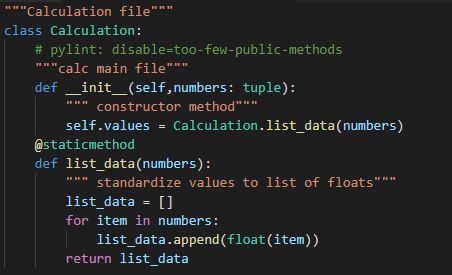 """Calculation file"""
class Calculation:
    # pylint: disable=too-few-public-methods
    """calc main file"""
    def __init__(self,numbers: tuple):
        """ constructor method"""
        self.values = Calculation.list_data(numbers)
    @staticmethod
    def list_data(numbers):
        """ standardize values to list of floats"""
        list_data = []
        for item in numbers:
            list_data.append(float(item))
        return list_data